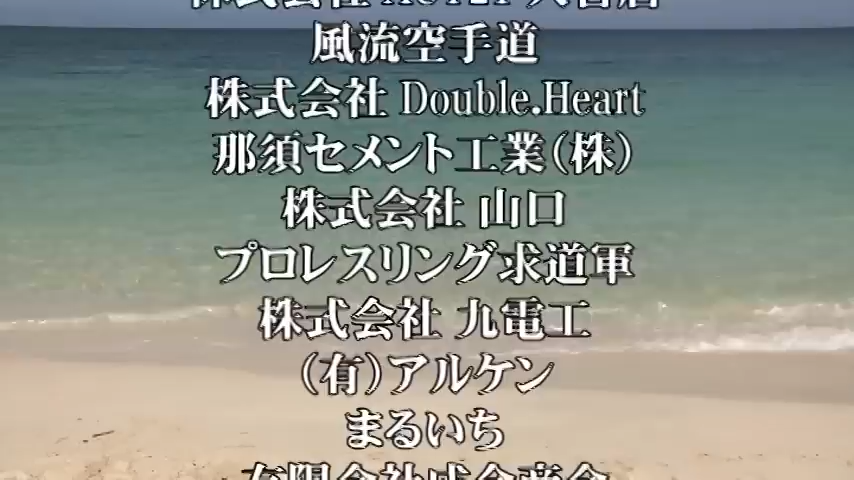 風流空手道
株式会社 Double.Heart
那須セメント工業（株）
株式会社 山口
プロレスリング求道軍
株式会社 九電工
（有）アルケン
まるいち